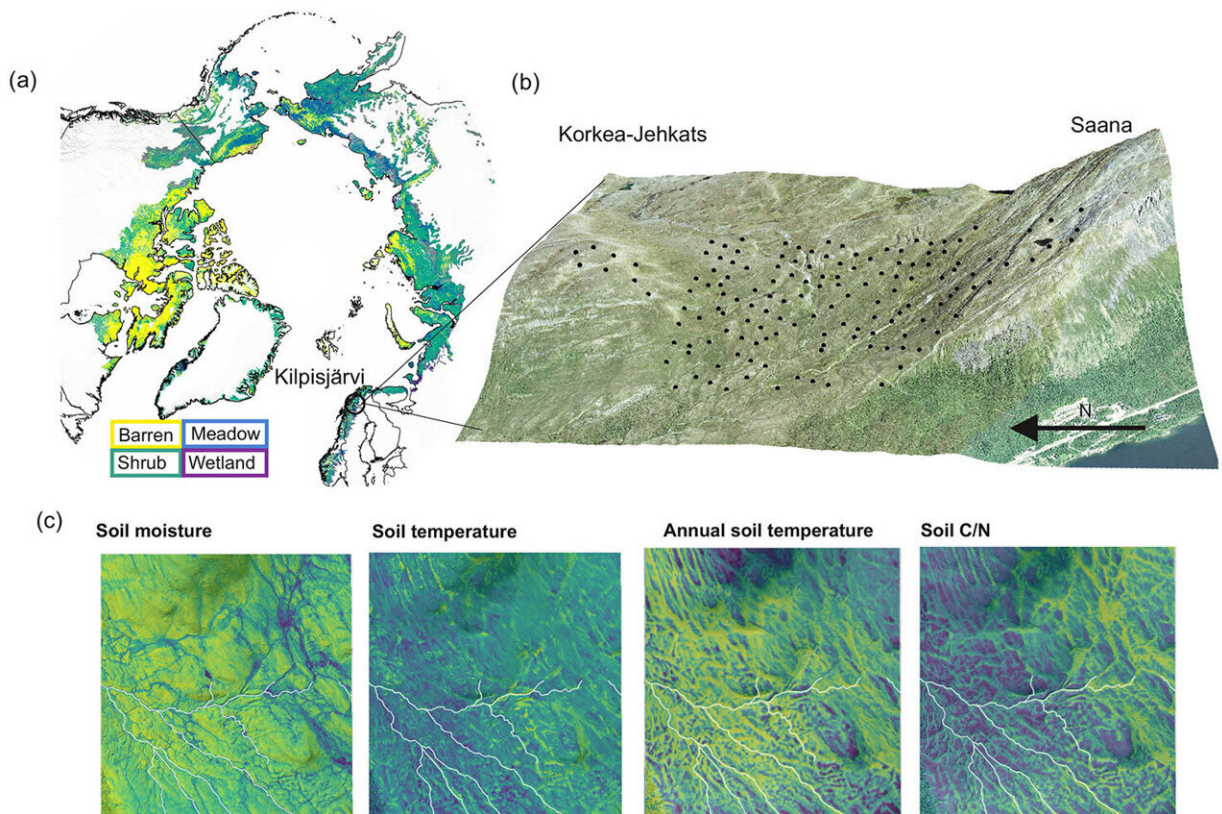 (a)
(b)
Korkea-Jehkats
Saana
Kilpisjärvi
Barren
Meadow
Shrub
Wetland
N
(c)
Soil moisture
Soil temperature
Annual soil temperature
Soil C/N